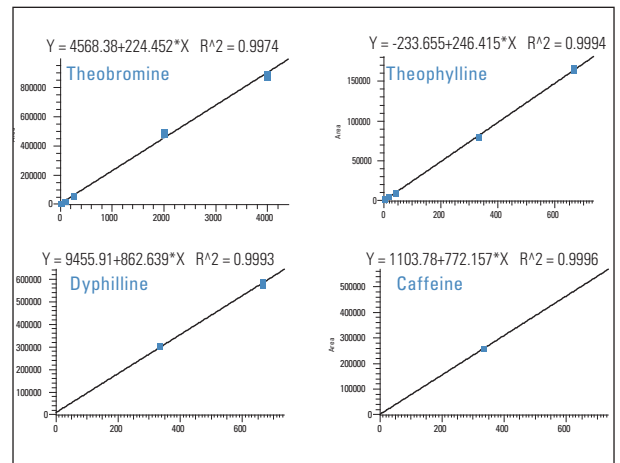 Y = 4568.38+224.452*X R^2 = 0.9974
Theobromine
800000
600000
400000
200000
0
0 1000 2000 3000 4000
Y = -233.655+246.415*X R^2 = 0.9994
Theophylline
Area
150000
100000
50000
0
0 200 400 600
Y = 9455.91+862.639*X R^2 = 0.9993
Dyphilline
600000
500000
400000
300000
200000
100000
0
0 200 400 600
Y = 1103.78+772.157*X R^2 = 0.9996
Caffeine
Area
500000
400000
300000
200000
100000
0
0 200 400 600